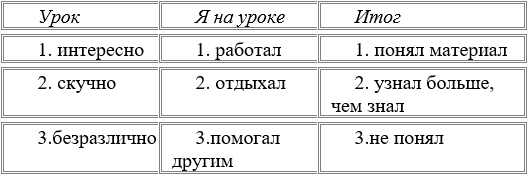 Урок Я на уроке Итог
1. интересно 1. работал 1. понял материал
2. скучно 2. отдыхал 2. узнал больше,
чем знал
3.безразлично 3.помогал 3.не понял
другим